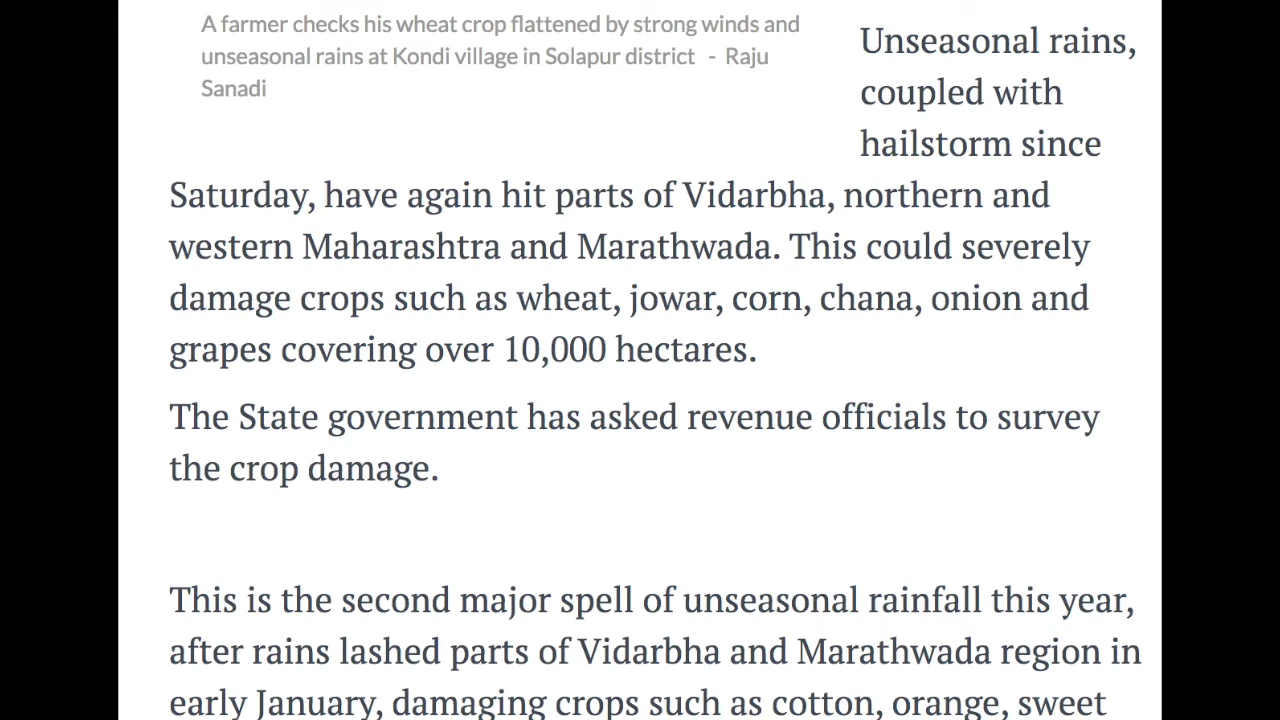 A farmer checks his wheat crop flattened by strong winds and
unseasonal rains at Kondi village in Solapur district - Raju
Sanadi
Unseasonal rains,
coupled with
hailstorm since
Saturday, have again hit parts of Vidarbha, northern and
western Maharashtra and Marathwada. This could severely
damage crops such as wheat, jowar, corn, chana, onion and
grapes covering over 10,000 hectares.
The State government has asked revenue officials to survey
the crop damage.
This is the second major spell of unseasonal rainfall this year,
after rains lashed parts of Vidarbha and Marathwada region in
early January, damaging crops such as cotton, orange, sweet